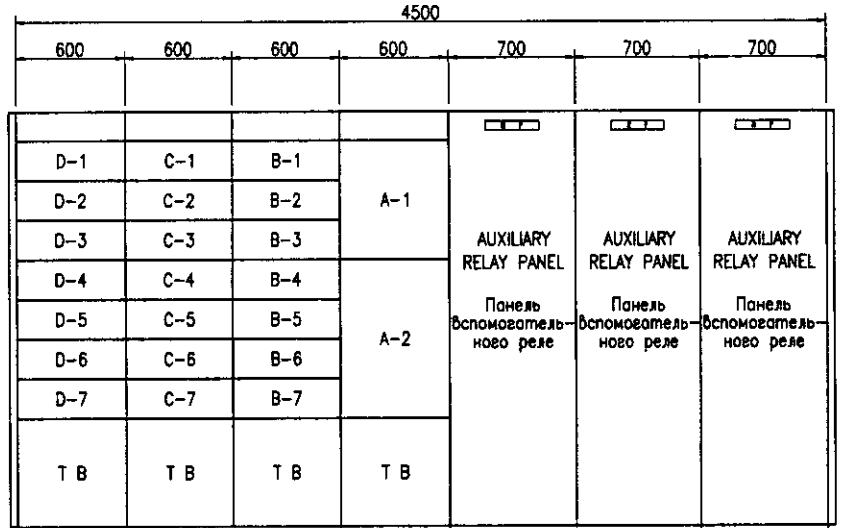 4500
600 600 600 600 700 700 700
D-1 C-1 B-1
D-2 C-2 B-2 A-1
D-3 C-3 B-3
D-4 C-4 B-4
D-5 C-5 B-5 A-2
D-6 C-6 B-6
D-7 C-7 B-7
T B T B T B T B
AUXILIARY
RELAY PANEL
Панель
вспомогатель-
ного реле
AUXILIARY
RELAY PANEL
Панель
вспомогатель-
ного реле
AUXILIARY
RELAY PANEL
Панель
вспомогатель-
ного реле